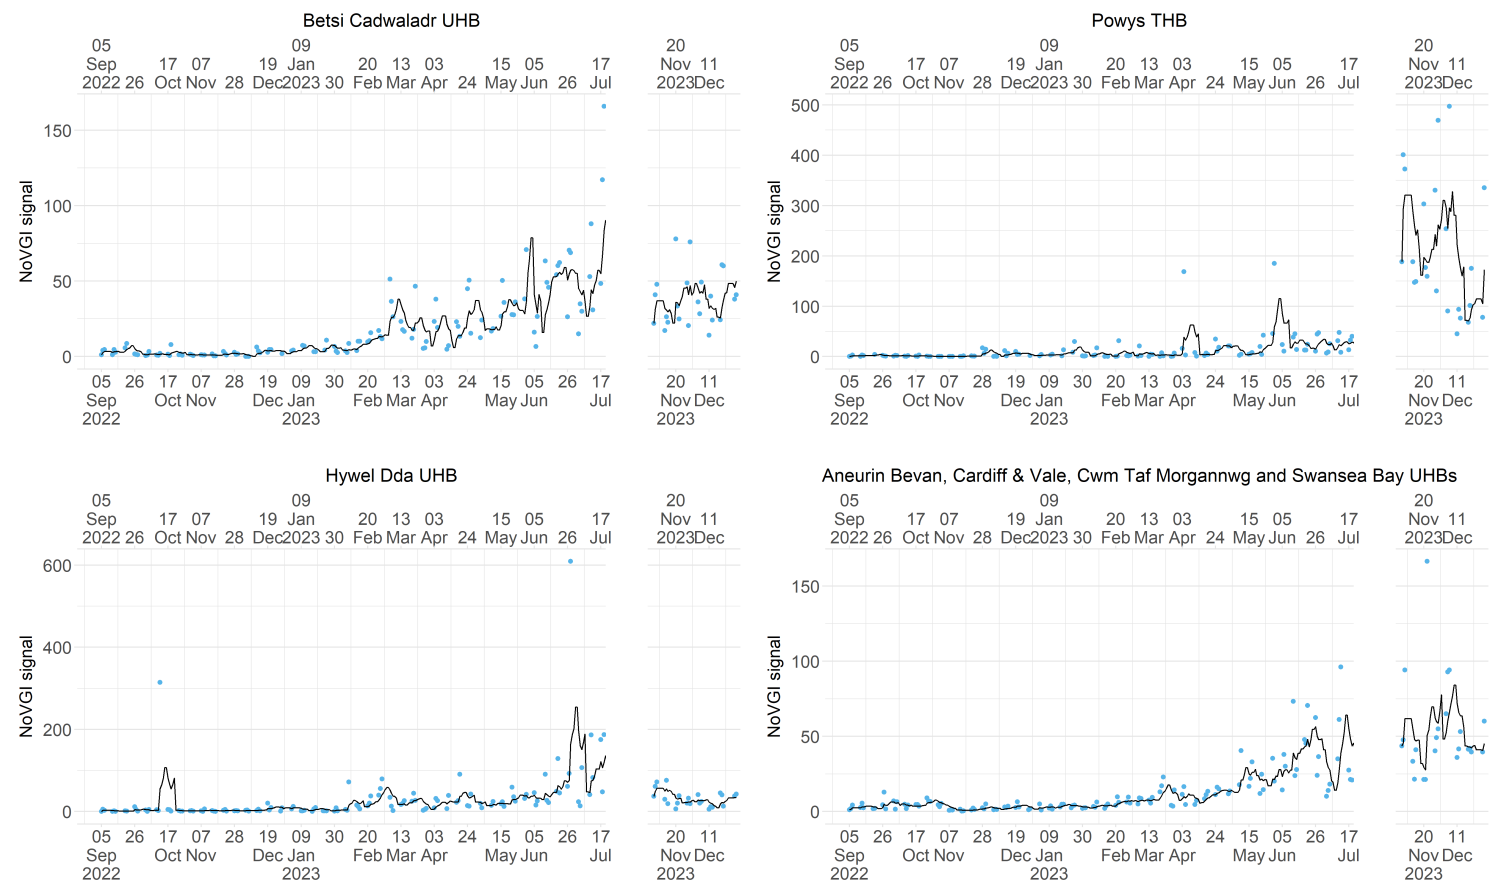 Betsi Cadwaladr UHB
05 09 20
Sep 17 07 19 Jan 20 13 03 15 05 17 Nov 11
2022 26 Oct Nov 28 Dec 2023 30 Feb Mar Apr 24 May Jun 26 Jul 2023 Dec
150
100
50
0
NoVGI signal
05 26 17 07 28 19 09 30 20 13 03 24 15 05 26 17 20 11
Sep Oct Nov Dec Jan Feb Mar Apr May Jun Jul Nov Dec
2022 2023 2023
Powys THB
05 09 20
Sep 17 07 19 Jan 20 13 03 15 05 17 Nov 11
2022 26 Oct Nov 28 Dec 2023 30 Feb Mar Apr 24 May Jun 26 Jul 2023 Dec
500
400
300
200
100
0
NoVGI signal
05 26 17 07 28 19 09 30 20 13 03 24 15 05 26 17 20 11
Sep Oct Nov Dec Jan Feb Mar Apr May Jun Jul Nov Dec
2022 2023 2023
Hywel Dda UHB
05 09 20
Sep 17 07 19 Jan 20 13 03 15 05 17 Nov 11
2022 26 Oct Nov 28 Dec 2023 30 Feb Mar Apr 24 May Jun 26 Jul 2023 Dec
600
400
200
0
NoVGI signal
05 26 17 07 28 19 09 30 20 13 03 24 15 05 26 17 20 11
Sep Oct Nov Dec Jan Feb Mar Apr May Jun Jul Nov Dec
2022 2023 2023
Aneurin Bevan, Cardiff & Vale, Cwm Taf Morgannwg and Swansea Bay UHBs
05 09 20
Sep 17 07 19 Jan 20 13 03 15 05 17 Nov 11
2022 26 Oct Nov 28 Dec 2023 30 Feb Mar Apr 24 May Jun 26 Jul 2023 Dec
150
100
50
0
NoVGI signal
05 26 17 07 28 19 09 30 20 13 03 24 15 05 26 17 20 11
Sep Oct Nov Dec Jan Feb Mar Apr May Jun Jul Nov Dec
2022 2023 2023